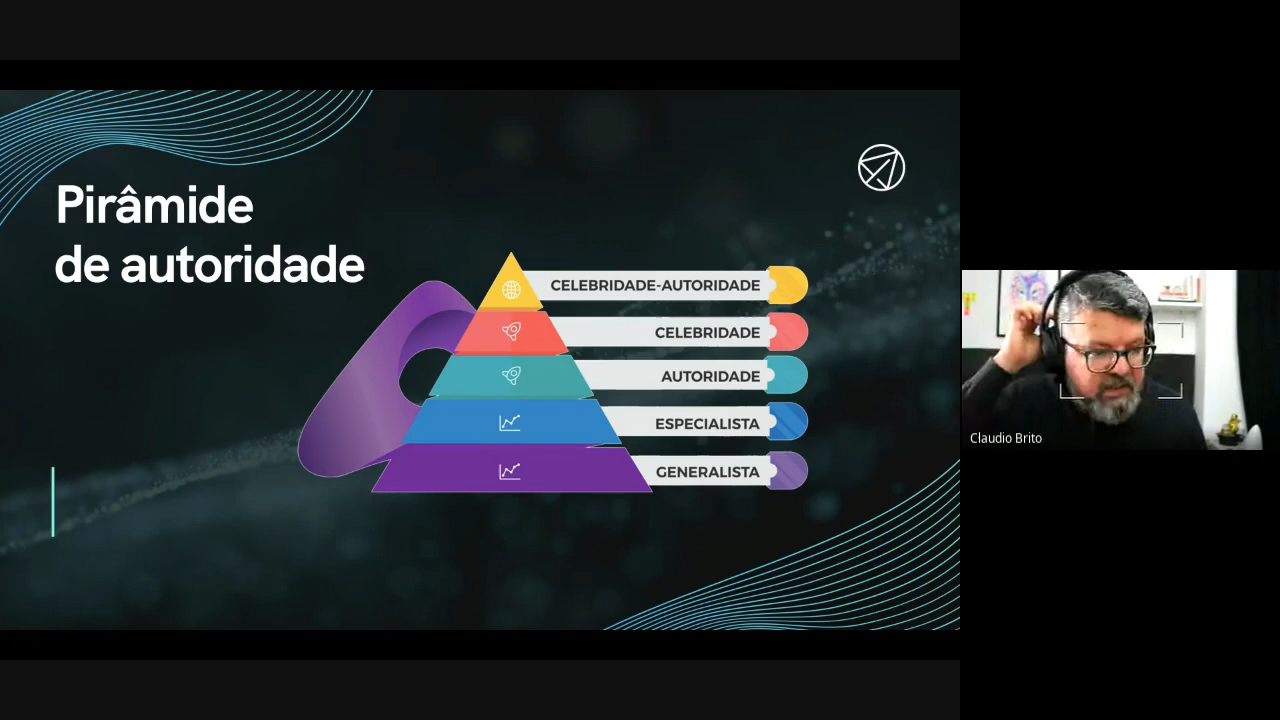 Pirâmide
de autoridade
CELEBRIDADE-AUTORIDADE
CELEBRIDADE
AUTORIDADE
ESPECIALISTA
GENERALISTA
Claudio Brito